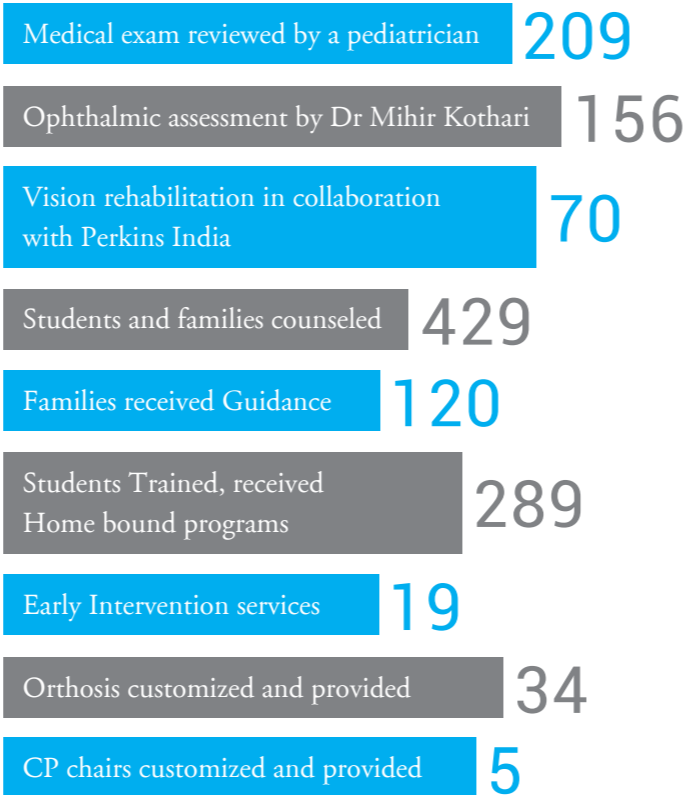 Medical exam reviewed by a pediatrician 209
Ophthalmic assessment by Dr Mihir Kothari 156
Vision rehabilitation in collaboration
with Perkins India 70
Students and families counseled 429
Families received Guidance 120
Students Trained, received
Home bound programs 289
Early Intervention services 19
Orthosis customized and provided 34
CP chairs customized and provided 5